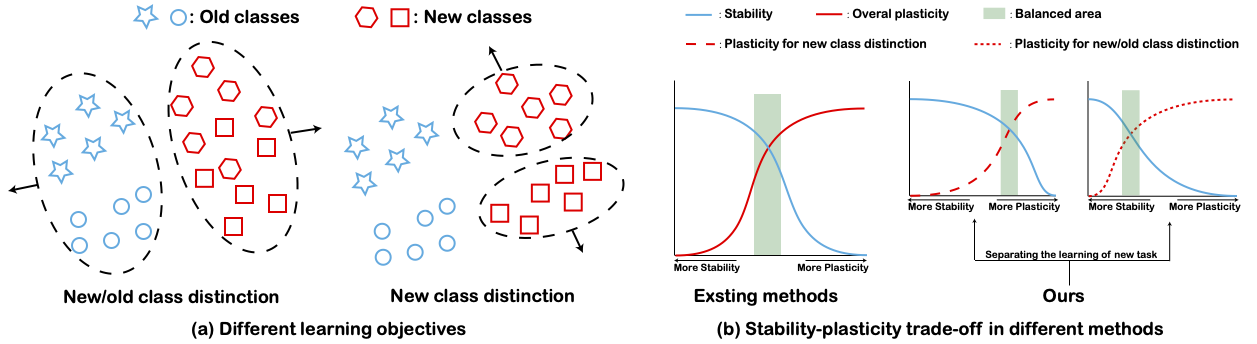 : Old classes
: New classes
New/old class distinction
New class distinction
(a) Different learning objectives
: Stability
: Overal plasticity
: Balanced area
: Plasticity for new class distinction
: Plasticity for new/old class distinction
More Stability
More Plasticity
Exsting methods
More Stability
More Plasticity
More Stability
More Plasticity
Separating the learning of new task
Ours
(b) Stability-plasticity trade-off in different methods